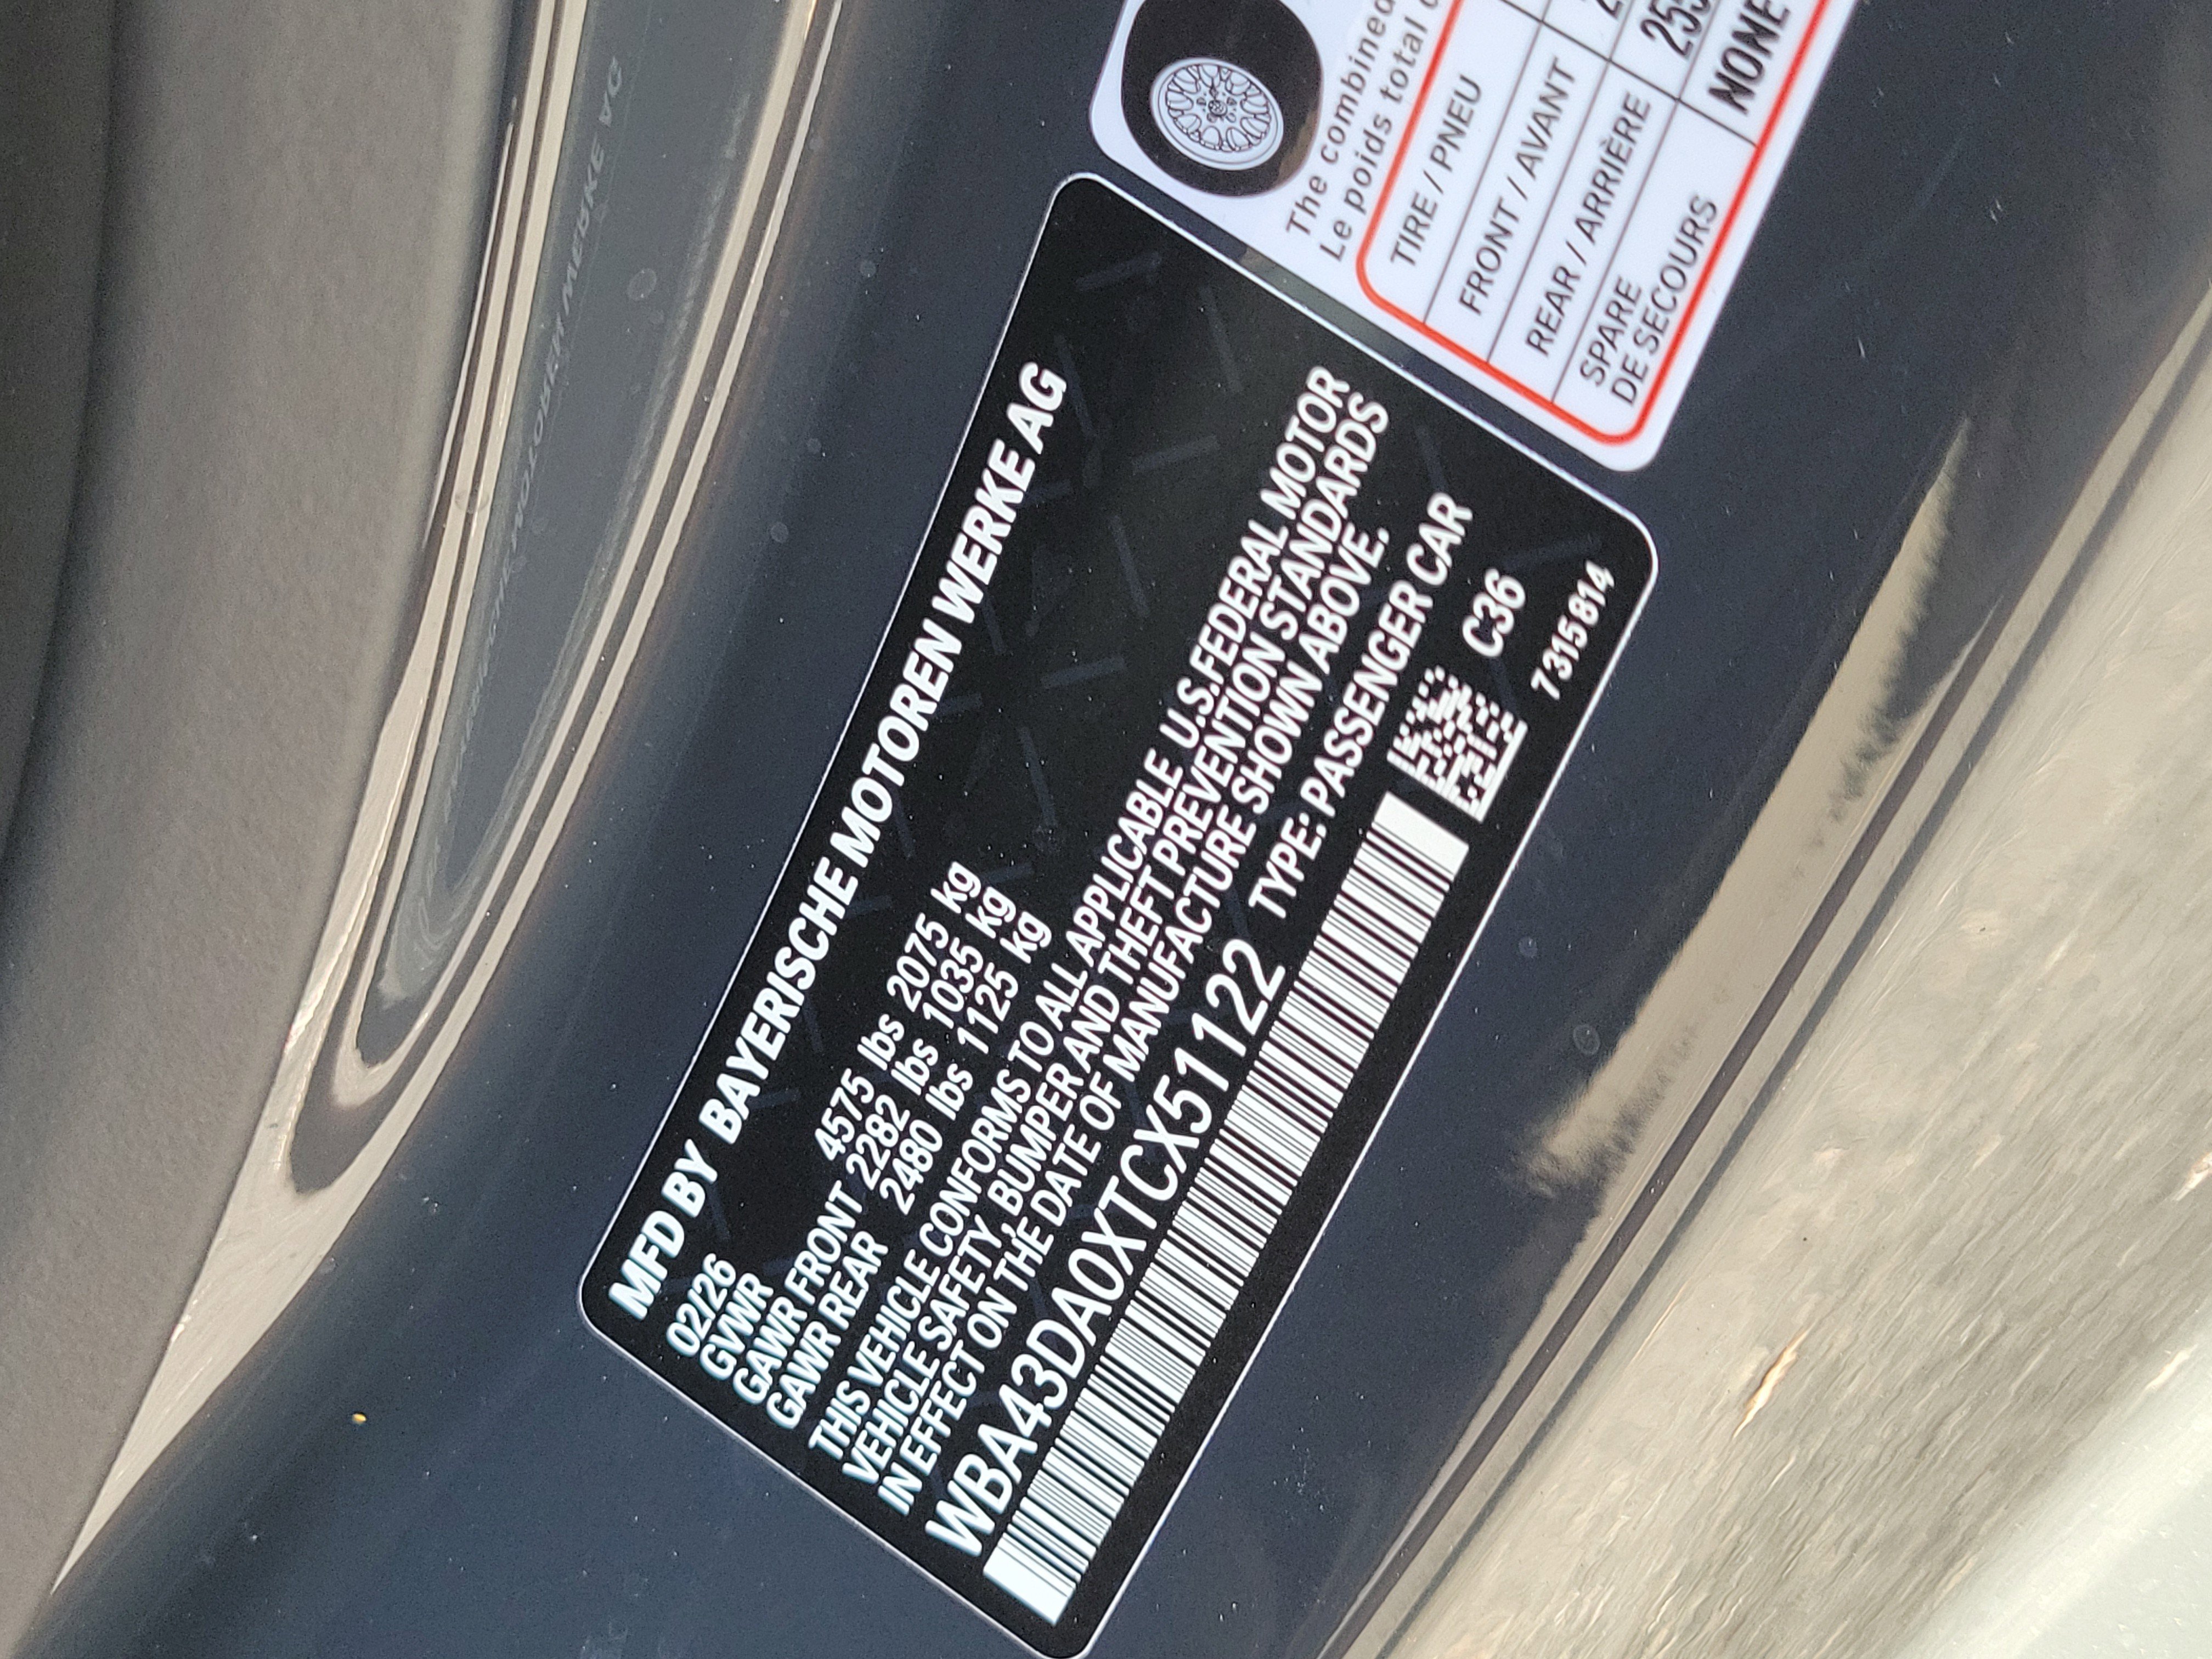 MFD BY BAYERISCHE MOTOREN WERKE AG
02/26
GVWR 4575 lbs 2075 kg
GAWR FRONT 2282 lbs 1035 kg
GAWR REAR 2480 lbs 1125 kg
THIS VEHICLE CONFORMS TO ALL APPLICABLE U.S.FEDERAL MOTOR
VEHICLE SAFETY, BUMPER AND THEFT PREVENTION STANDARDS
IN EFFECT ON THE DATE OF MANUFACTURE SHOWN ABOVE.
WBA43DA0XTCX51122 TYPE: PASSENGER CAR
C36
7 315 814
The combined
Le poids total
TIRE / PNEU
FRONT / AVANT
REAR / ARRIÈRE
SPARE
DE SECOURS NONE